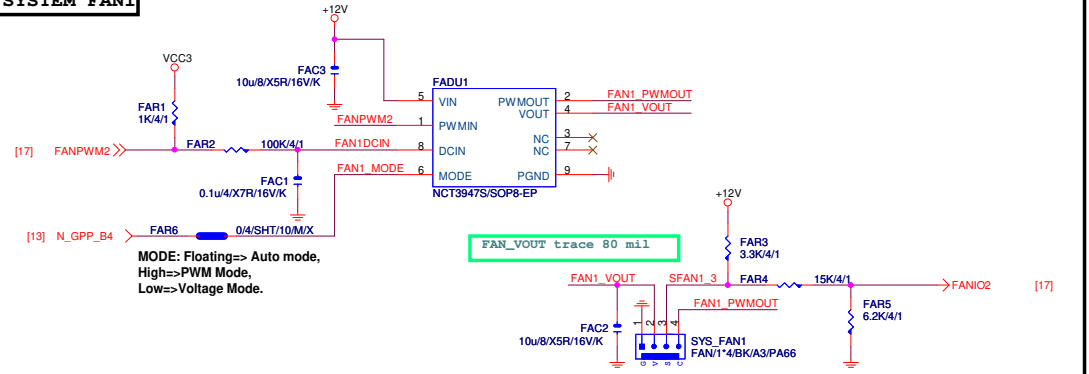 SYSTEM FAN1
+12V
VCC3
FAC3
10u/8/X5R/16V/K
FAR1
1K/4/1
FADU1
5 VIN PWMOUT 2 FAN1_PWMOUT
VOUT 4 FAN1_VOUT
FANPWM2 1 PWMIN
NC 3
[17] FANPWM2 FAR2 100K/4/1 FAN1DCIN 8 DCIN NC 7
FAN1_MODE 6 MODE PGND 9
FAC1
0.1u/4/X7R/16V/K
NCT3947S/SOP8-EP
+12V
[13] N_GPP_B4 FAR6 0/4/SHT/10/M/X
MODE: Floating=> Auto mode,
High=>PWM Mode,
Low=>Voltage Mode.
FAN_VOUT trace 80 mil
FAR3
3.3K/4/1
FAN1_VOUT SFAN1_3 FAR4 15K/4/1 FANIO2 [17]
FAN1_PWMOUT
FAR5
6.2K/4/1
FAC2
10u/8/X5R/16V/K
1 2 3 4
G V S C
SYS_FAN1
FAN/1*4/BK/A3/PA66